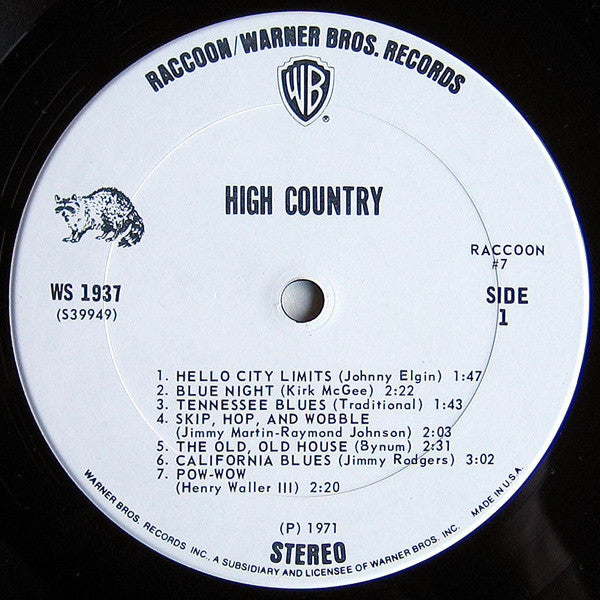 RACCOON/WARNER BROS. RECORDS
WB
®
HIGH COUNTRY
RACCOON
#7
WS 1937
(S39949)
SIDE
1
1. HELLO CITY LIMITS (Johnny Elgin) 1:47
2. BLUE NIGHT (Kirk McGee) 2:22
3. TENNESSEE BLUES (Traditional) 1:43
4. SKIP, HOP, AND WOBBLE
(Jimmy Martin-Raymond Johnson) 2:03
5. THE OLD, OLD HOUSE (Bynum) 2:31
6. CALIFORNIA BLUES (Jimmy Rodgers) 3:02
7. POW-WOW
(Henry Waller III) 2:20
(P) 1971
STEREO
WARNER BROS. RECORDS INC., A SUBSIDIARY AND LICENSEE OF WARNER BROS. INC. MADE IN U.S.A.